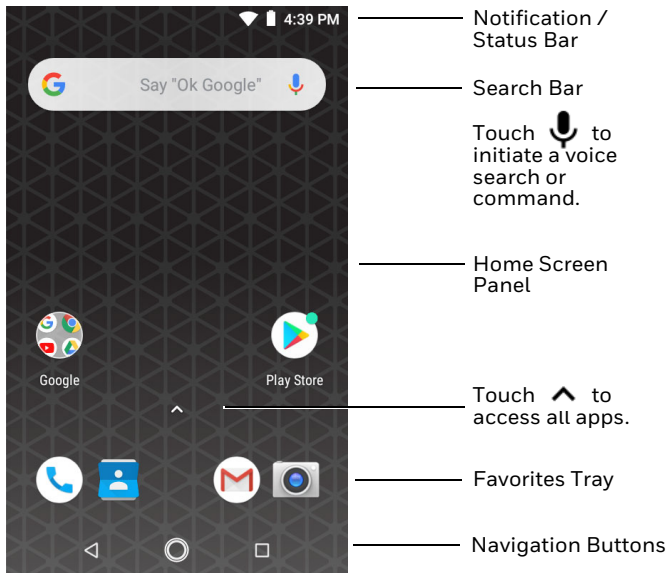 4:39 PM
Notification /
Status Bar
Say "Ok Google"
Search Bar
Touch to
initiate a voice
search or
command.
Home Screen
Panel
Google
Play Store
Touch to
access all apps.
Favorites Tray
Navigation Buttons